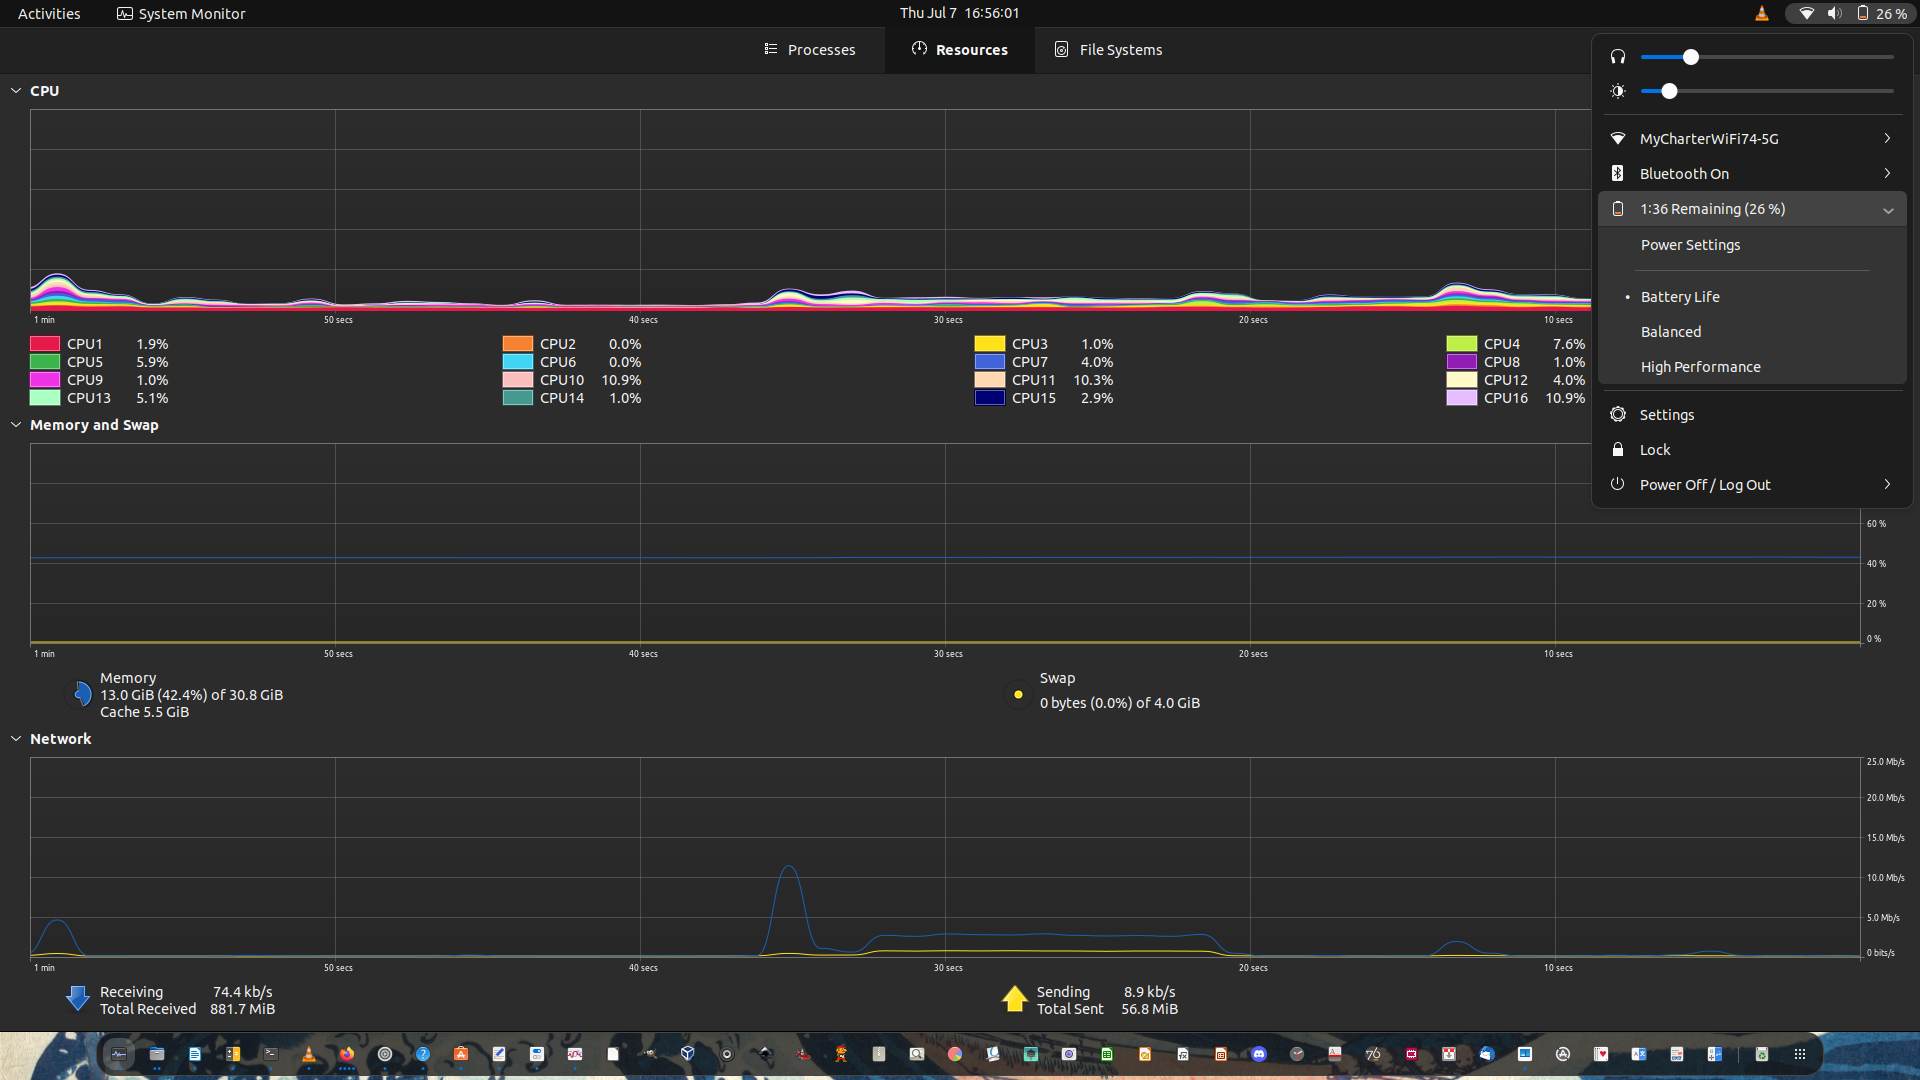 Activities
System Monitor
Thu Jul 7 16:56:01
26 %
Processes
Resources
File Systems
CPU
1 min
50 secs
40 secs
30 secs
20 secs
10 secs
CPU1 1.9%
CPU2 0.0%
CPU3 1.0%
CPU4 7.6%
CPU5 5.9%
CPU6 0.0%
CPU7 4.0%
CPU8 1.0%
CPU9 1.0%
CPU10 10.9%
CPU11 10.3%
CPU12 4.0%
CPU13 5.1%
CPU14 1.0%
CPU15 2.9%
CPU16 10.9%
MyCharterWiFi74-5G
Bluetooth On
1:36 Remaining (26 %)
Power Settings
• Battery Life
Balanced
High Performance
Settings
Lock
Power Off / Log Out
Memory and Swap
60 %
40 %
20 %
0 %
1 min
50 secs
40 secs
30 secs
20 secs
10 secs
Memory
13.0 GiB (42.4%) of 30.8 GiB
Cache 5.5 GiB
Swap
0 bytes (0.0%) of 4.0 GiB
Network
25.0 Mb/s
20.0 Mb/s
15.0 Mb/s
10.0 Mb/s
5.0 Mb/s
0 bits/s
1 min
50 secs
40 secs
30 secs
20 secs
10 secs
Receiving 74.4 kb/s
Total Received 881.7 MiB
Sending 8.9 kb/s
Total Sent 56.8 MiB